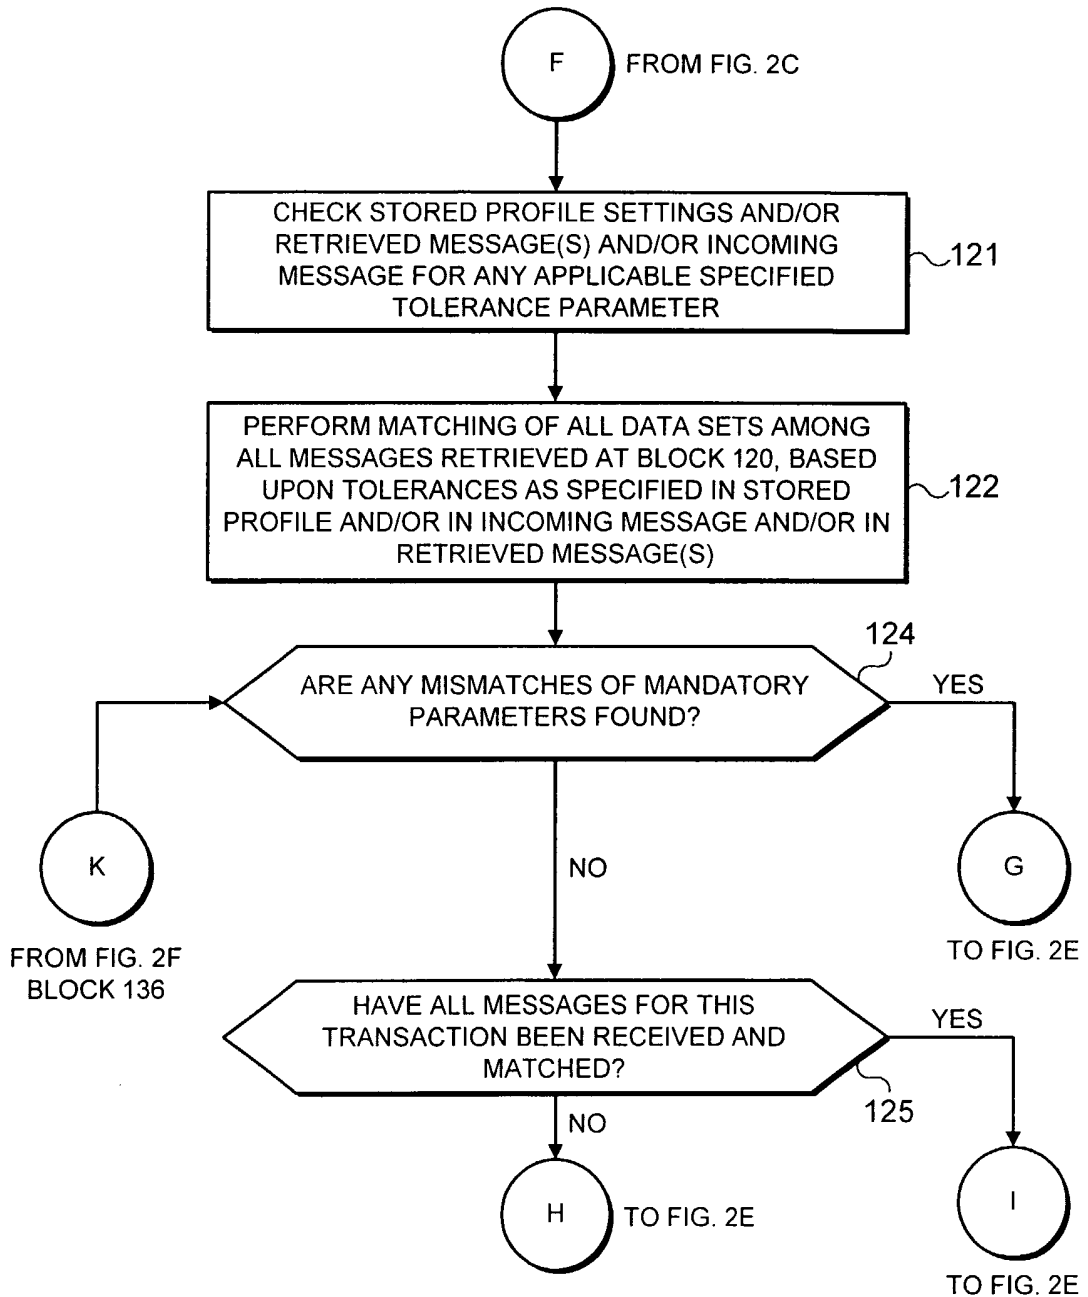 F
FROM FIG. 2C
CHECK STORED PROFILE SETTINGS AND/OR
RETRIEVED MESSAGE(S) AND/OR INCOMING
MESSAGE FOR ANY APPLICABLE SPECIFIED
TOLERANCE PARAMETER
121
PERFORM MATCHING OF ALL DATA SETS AMONG
ALL MESSAGES RETRIEVED AT BLOCK 120, BASED
UPON TOLERANCES AS SPECIFIED IN STORED
PROFILE AND/OR IN INCOMING MESSAGE AND/OR IN
RETRIEVED MESSAGE(S)
122
124
ARE ANY MISMATCHES OF MANDATORY
PARAMETERS FOUND?
YES
K
FROM FIG. 2F
BLOCK 136
NO
G
TO FIG. 2E
HAVE ALL MESSAGES FOR THIS
TRANSACTION BEEN RECEIVED AND
MATCHED?
YES
125
NO
H
TO FIG. 2E
I
TO FIG. 2E